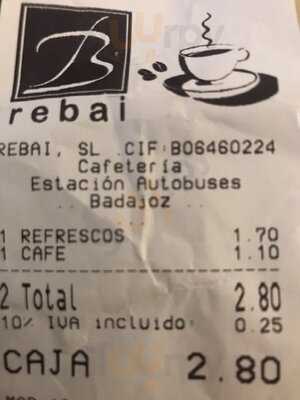 rebai
REBAI, SL .CIF:B06460224
Cafetería
Estación Autobuses
.. Badajoz ..
1 REFRESCOS 1.70
1 CAFE 1.10
2 Total 2.80
10% IVA incluido: 0.25
CAJA 2.80